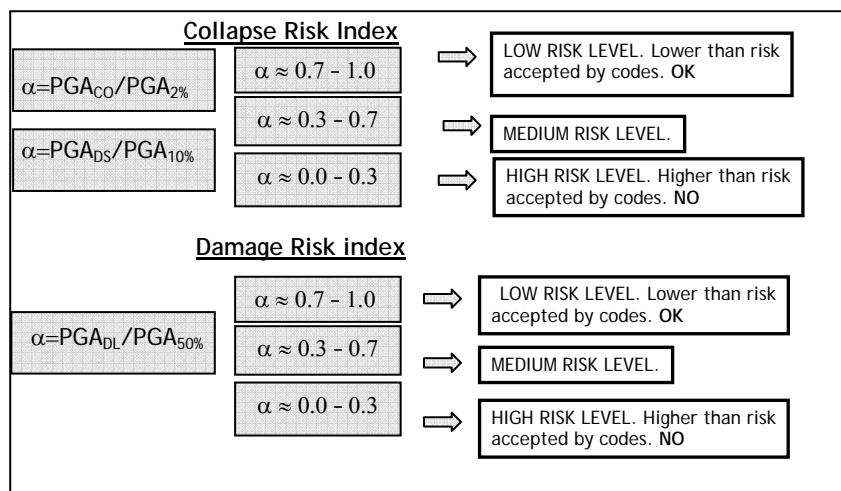 Collapse Risk Index
α=PGA_CO/PGA_2%
α=PGA_DS/PGA_10%
α ≈ 0.7 – 1.0
LOW RISK LEVEL. Lower than risk
accepted by codes. OK
α ≈ 0.3 – 0.7
MEDIUM RISK LEVEL.
α ≈ 0.0 – 0.3
HIGH RISK LEVEL. Higher than risk
accepted by codes. NO
Damage Risk index
α=PGA_DL/PGA_50%
α ≈ 0.7 – 1.0
LOW RISK LEVEL. Lower than risk
accepted by codes. OK
α ≈ 0.3 – 0.7
MEDIUM RISK LEVEL.
α ≈ 0.0 – 0.3
HIGH RISK LEVEL. Higher than risk
accepted by codes. NO